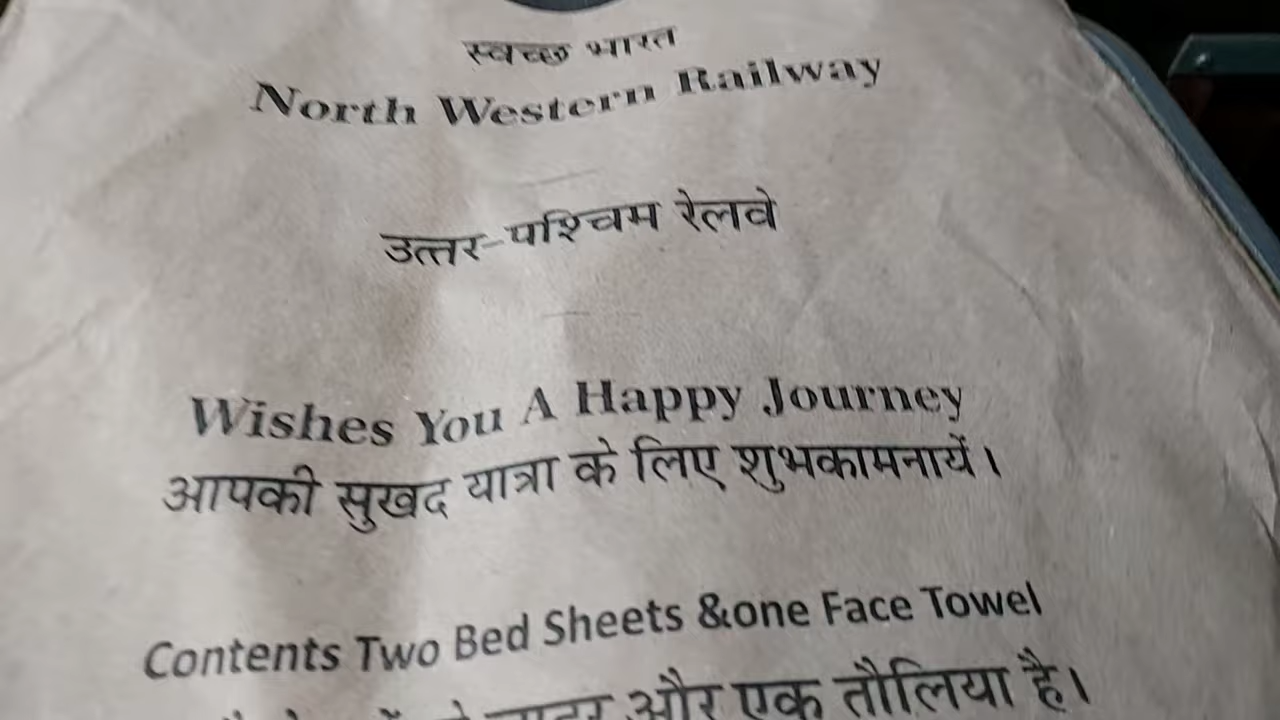 स्वच्छ भारत
North Western Railway
उत्तर-पश्चिम रेलवे
Wishes You A Happy Journey
आपकी सुखद यात्रा के लिए शुभकामनायें।
Contents Two Bed Sheets &one Face Towel
चादर और एक तौलिया है।